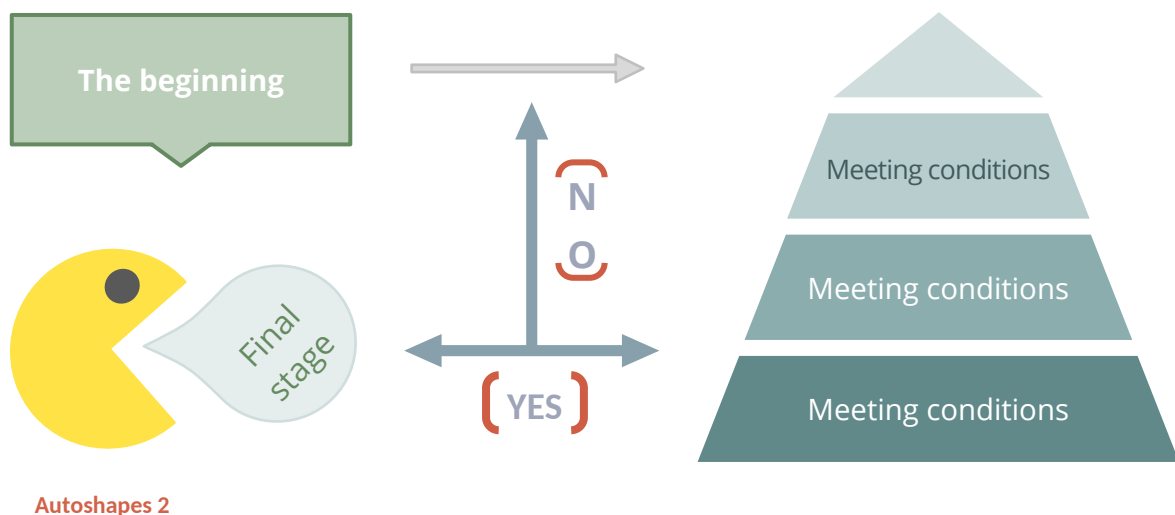 The beginning
N
O
YES
Final
stage
Meeting conditions
Meeting conditions
Meeting conditions
Autoshapes 2